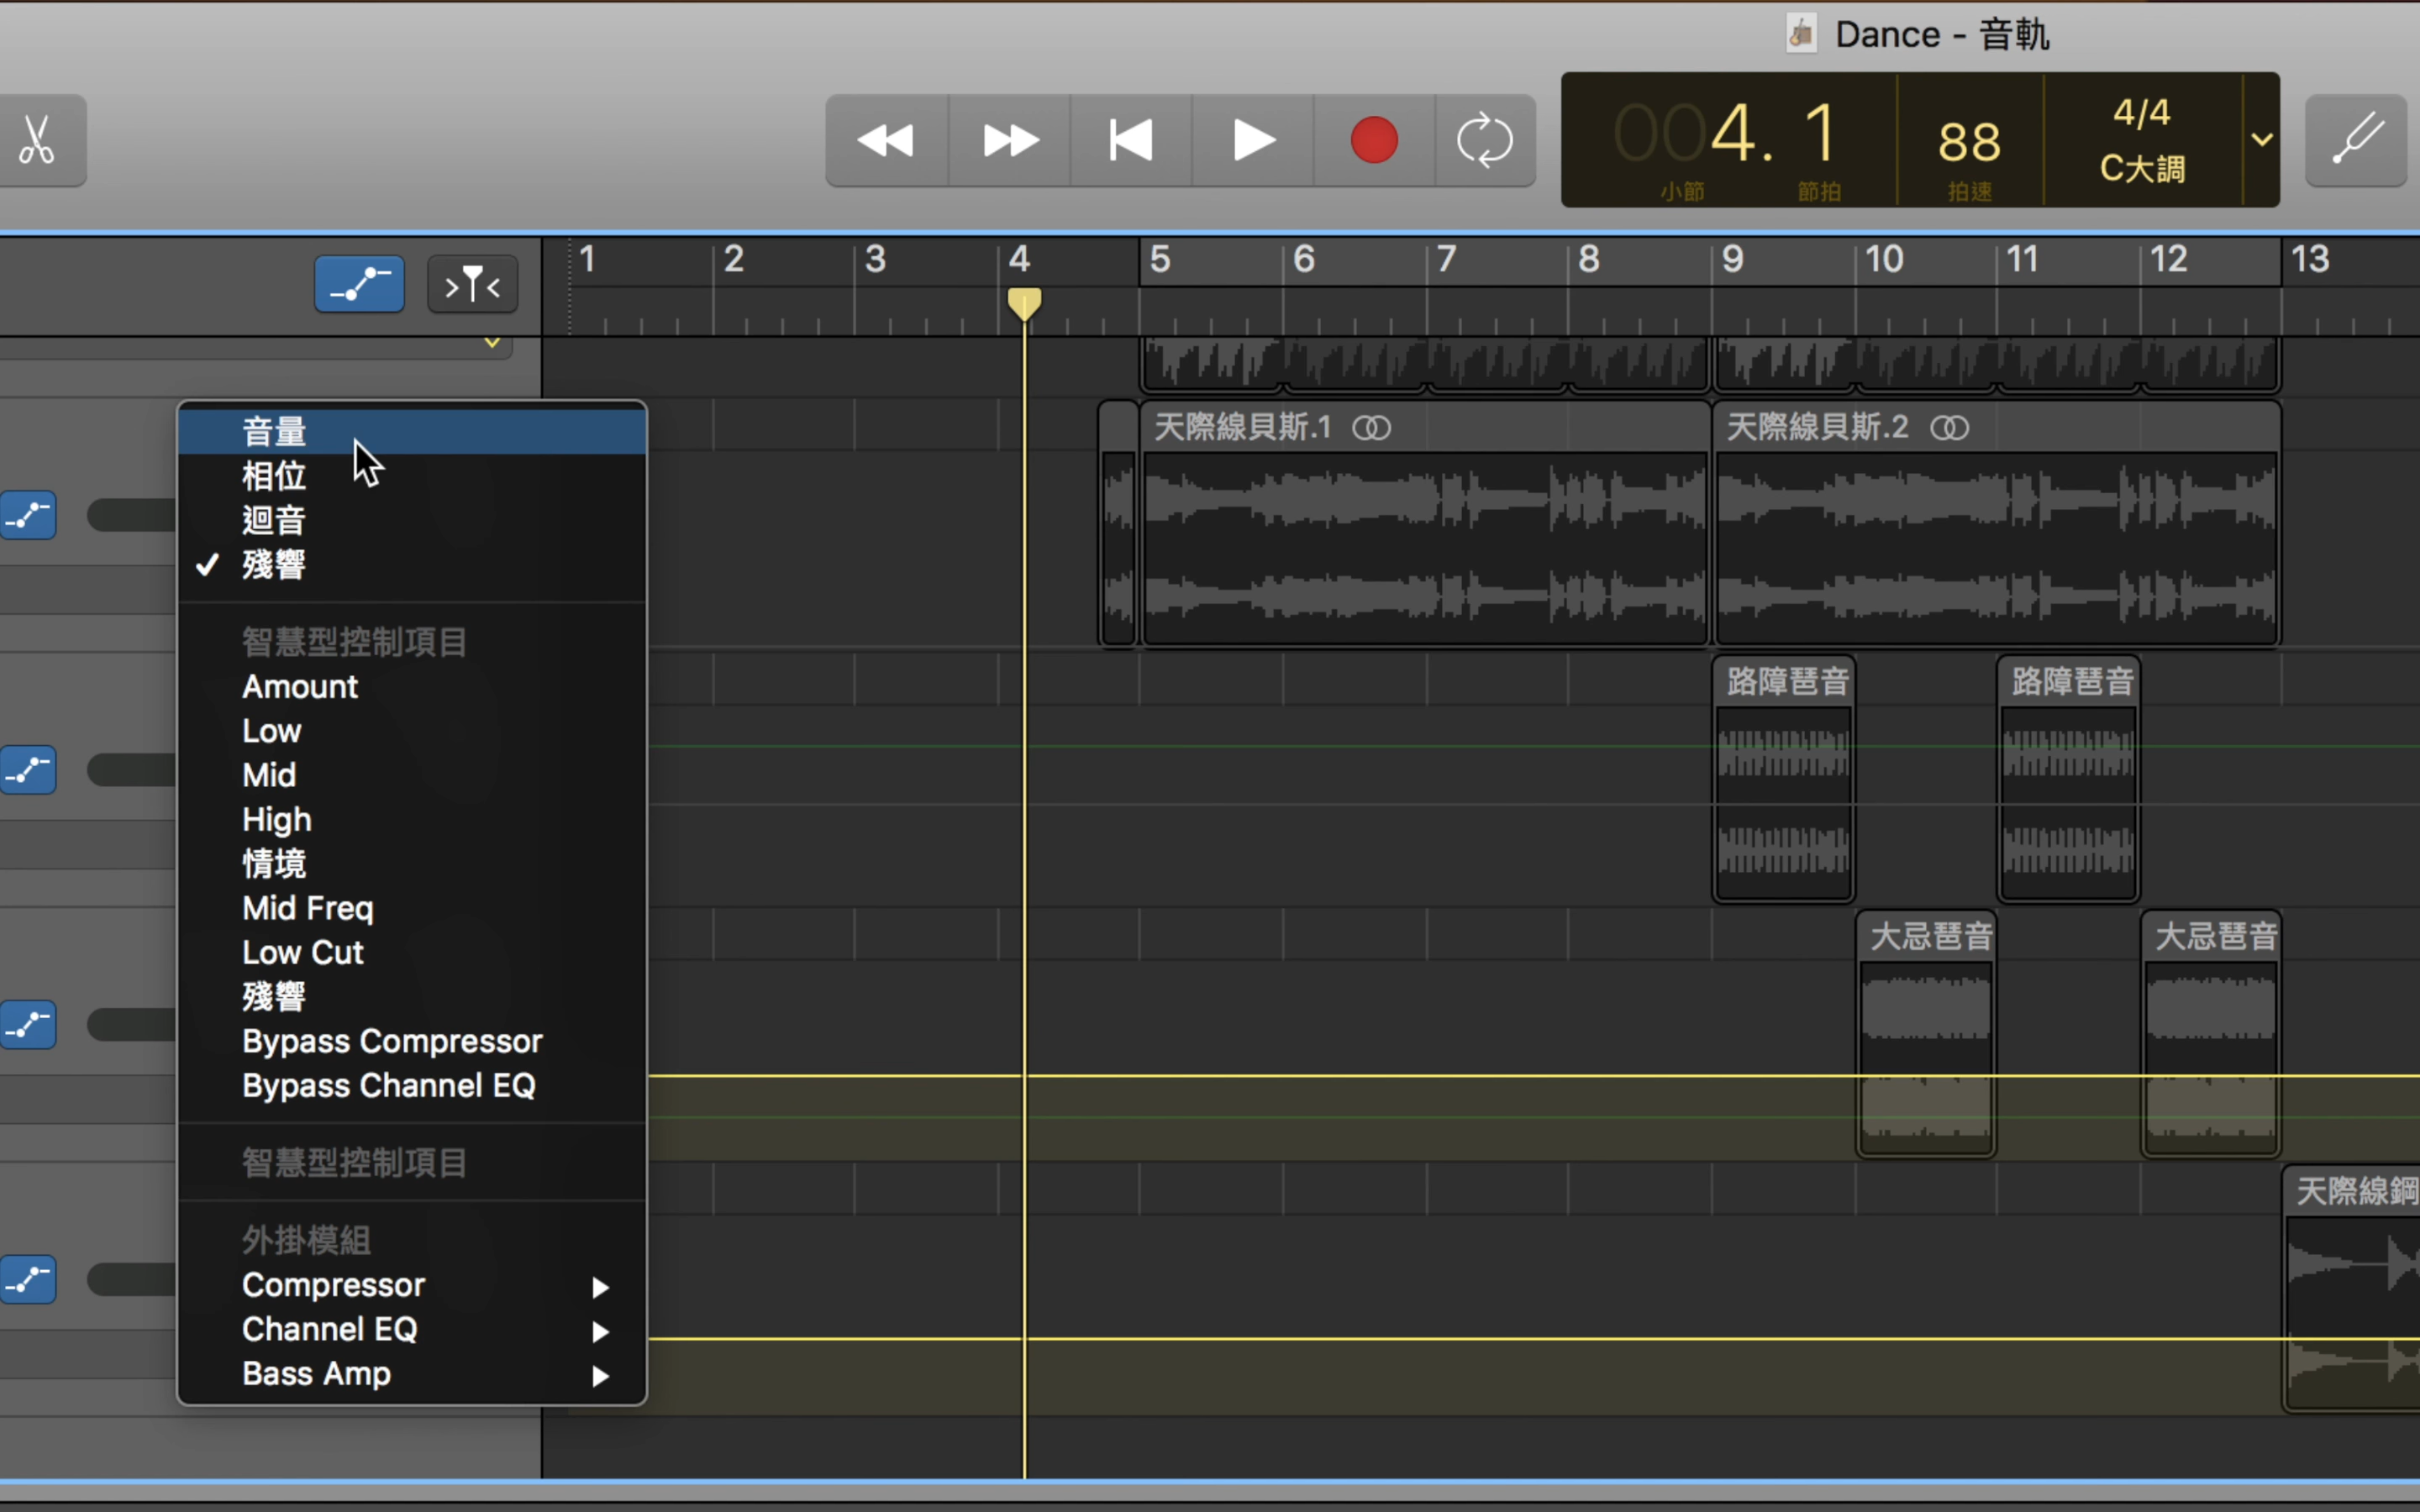 Dance - 音軌
004. 1
88
4/4
C大調
小節
節拍
拍速
1
2
3
4
5
6
7
8
9
10
11
12
13
音量
相位
迴音
✓ 殘響
智慧型控制項目
Amount
Low
Mid
High
情境
Mid Freq
Low Cut
殘響
Bypass Compressor
Bypass Channel EQ
智慧型控制項目
外掛模組
Compressor
Channel EQ
Bass Amp
天際線貝斯.1
天際線貝斯.2
路障琶音
路障琶音
大忌琶音
大忌琶音
天際線鋼